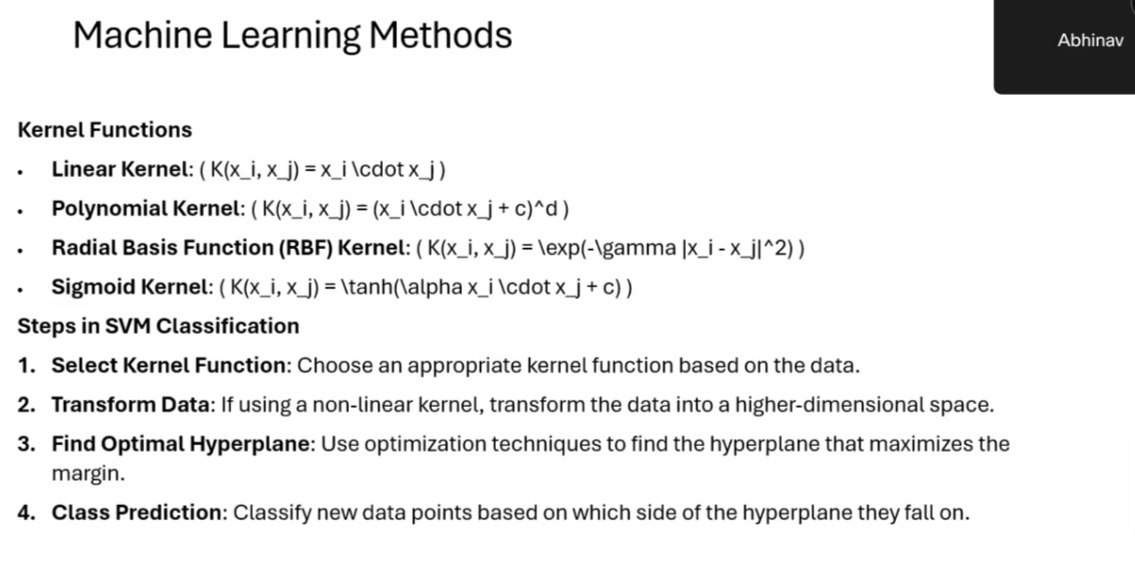 Machine Learning Methods
Abhinav
Kernel Functions
• Linear Kernel: ( K(x_i, x_j) = x_i \cdot x_j )
• Polynomial Kernel: ( K(x_i, x_j) = (x_i \cdot x_j + c)^d )
• Radial Basis Function (RBF) Kernel: ( K(x_i, x_j) = \exp(-\gamma |x_i - x_j|^2) )
• Sigmoid Kernel: ( K(x_i, x_j) = \tanh(\alpha x_i \cdot x_j + c) )
Steps in SVM Classification
1. Select Kernel Function: Choose an appropriate kernel function based on the data.
2. Transform Data: If using a non-linear kernel, transform the data into a higher-dimensional space.
3. Find Optimal Hyperplane: Use optimization techniques to find the hyperplane that maximizes the
margin.
4. Class Prediction: Classify new data points based on which side of the hyperplane they fall on.